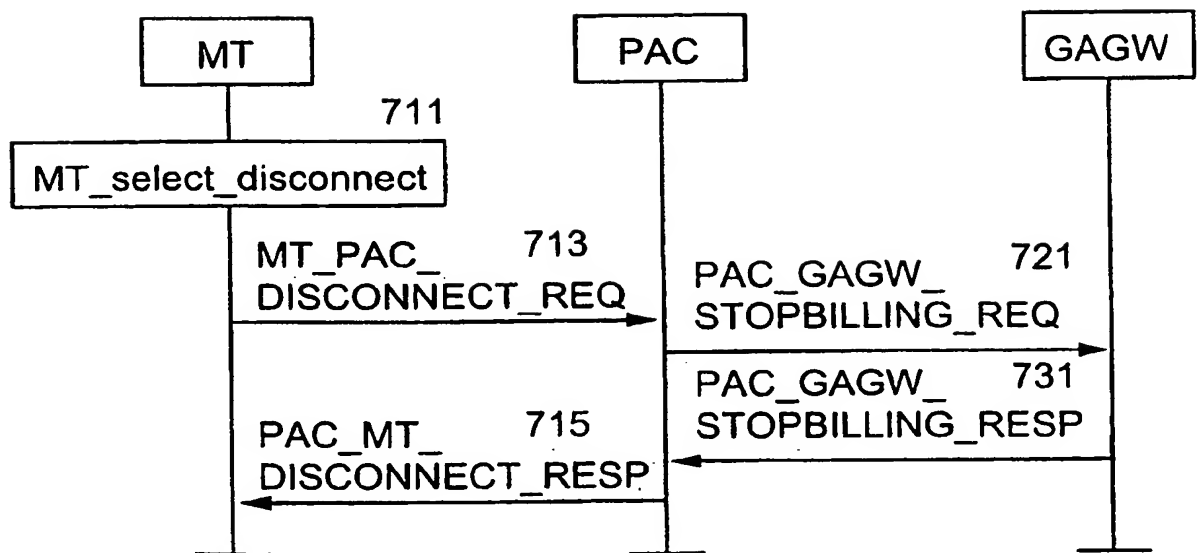 MT
PAC
GAGW
711
MT_select_disconnect
MT_PAC_ 713
DISCONNECT_REQ
PAC_GAGW_ 721
STOPBILLING_REQ
PAC_GAGW_ 731
STOPBILLING_RESP
PAC_MT_ 715
DISCONNECT_RESP